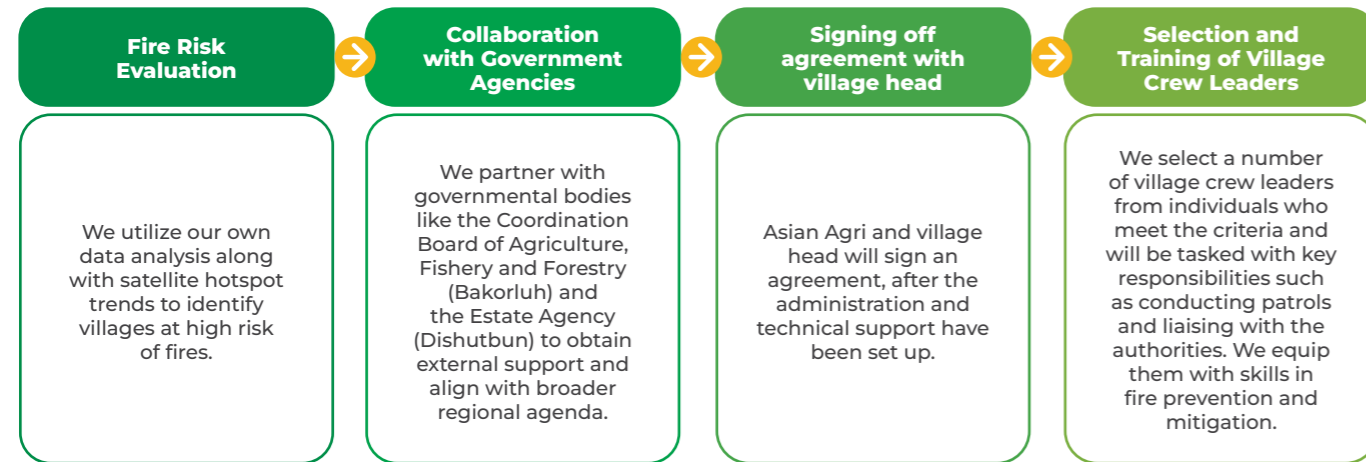 Fire Risk
Evaluation
We utilize our own
data analysis along
with satellite hotspot
trends to identify
villages at high risk
of fires.
Collaboration
with Government
Agencies
We partner with
governmental bodies
like the Coordination
Board of Agriculture,
Fishery and Forestry
(Bakorluh) and
the Estate Agency
(Dishutbun) to obtain
external support and
align with broader
regional agenda.
Signing off
agreement with
village head
Asian Agri and village
head will sign an
agreement, after the
administration and
technical support have
been set up.
Selection and
Training of Village
Crew Leaders
We select a number
of village crew leaders
from individuals who
meet the criteria and
will be tasked with key
responsibilities such
as conducting patrols
and liaising with the
authorities. We equip
them with skills in
fire prevention and
mitigation.